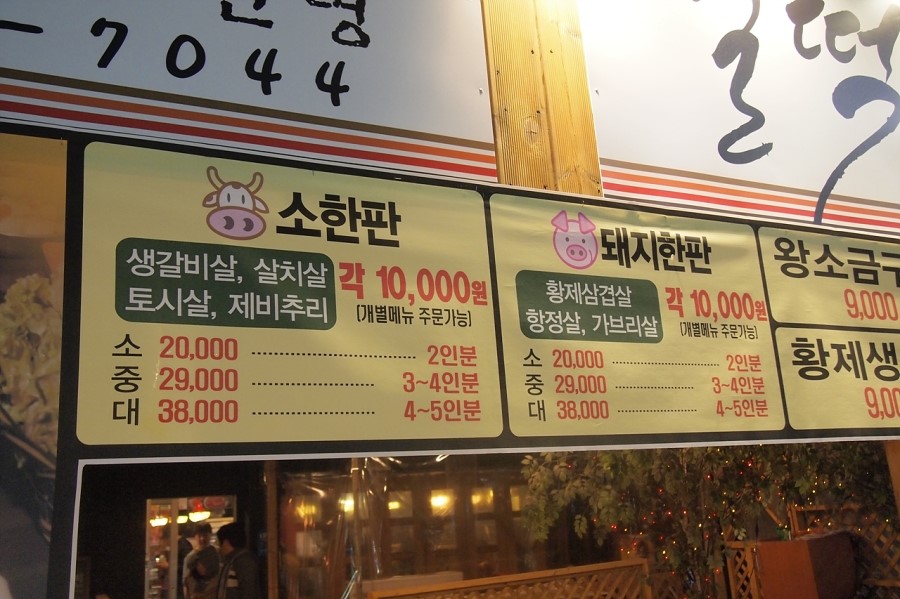 -7044
소한판
생갈비살, 살치살
토시살, 제비추리
각 10,000원
(개별메뉴 주문가능)
소 20,000 2인분
중 29,000 3~4인분
대 38,000 4~5인분
돼지한판
황제삼겹살
항정살, 가브리살
각 10,000원
(개별메뉴 주문가능)
소 20,000 2인분
중 29,000 3~4인분
대 38,000 4~5인분
왕소금구
9,000
황제생
9,00